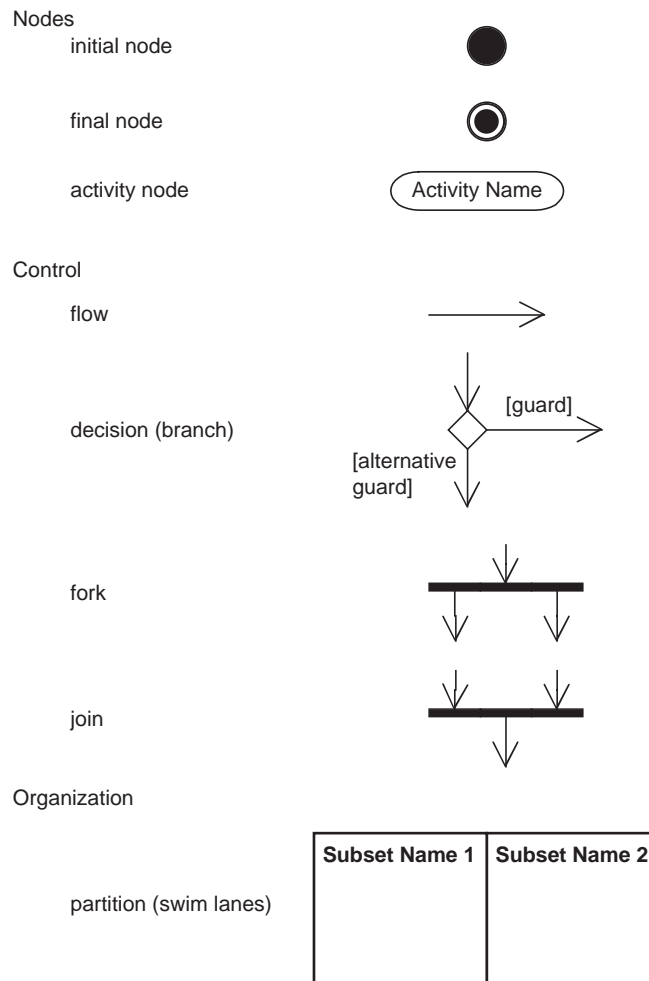 Nodes
initial node
final node
activity node
Activity Name
Control
flow
decision (branch)
[guard]
[alternative
guard]
fork
join
Organization
Subset Name 1
Subset Name 2
partition (swim lanes)